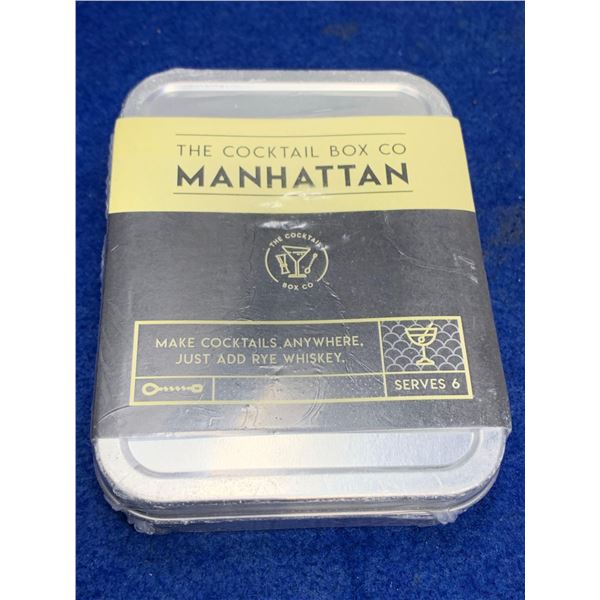 THE COCKTAIL BOX CO
MANHATTAN
THE COCKTAIL
BOX CO
MAKE COCKTAILS ANYWHERE,
JUST ADD RYE WHISKEY.
SERVES 6